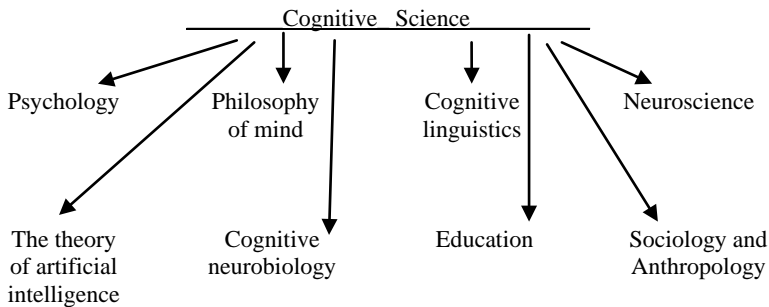 Cognitive Science
Psychology
Philosophy
of mind
Cognitive
linguistics
Neuroscience
The theory
of artificial
intelligence
Cognitive
neurobiology
Education
Sociology and
Anthropology